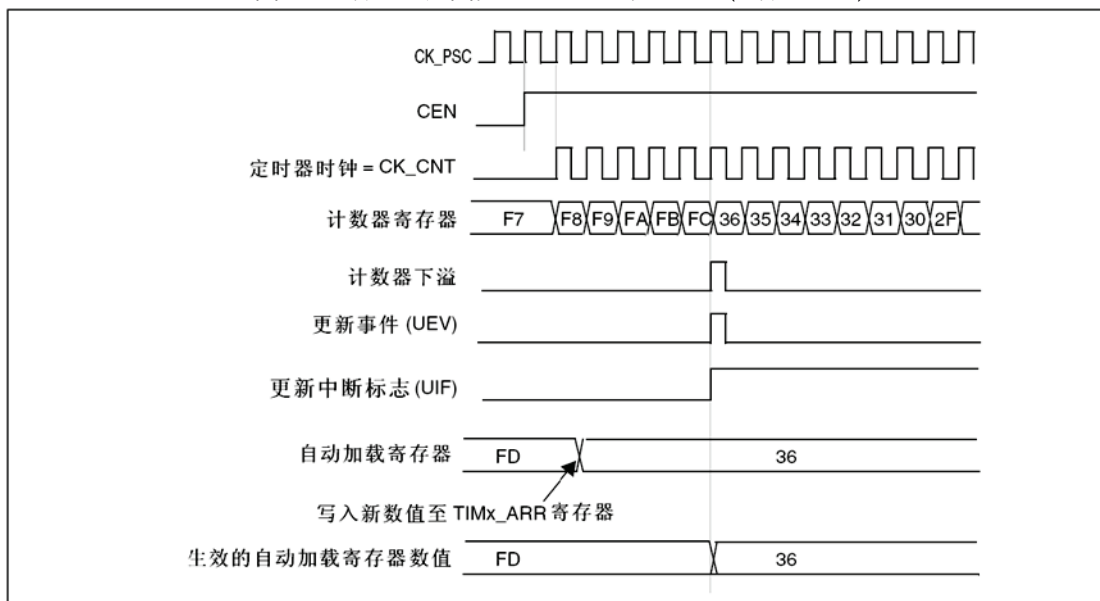 CK_PSC
CEN
定时器时钟 = CK_CNT
计数器寄存器 F7 F8 F9 FA FB FC 36 35 34 33 32 31 30 2F
计数器下溢
更新事件 (UEV)
更新中断标志 (UIF)
自动加载寄存器 FD 36
写入新数值至 TIMx_ARR 寄存器
生效的自动加载寄存器数值 FD 36